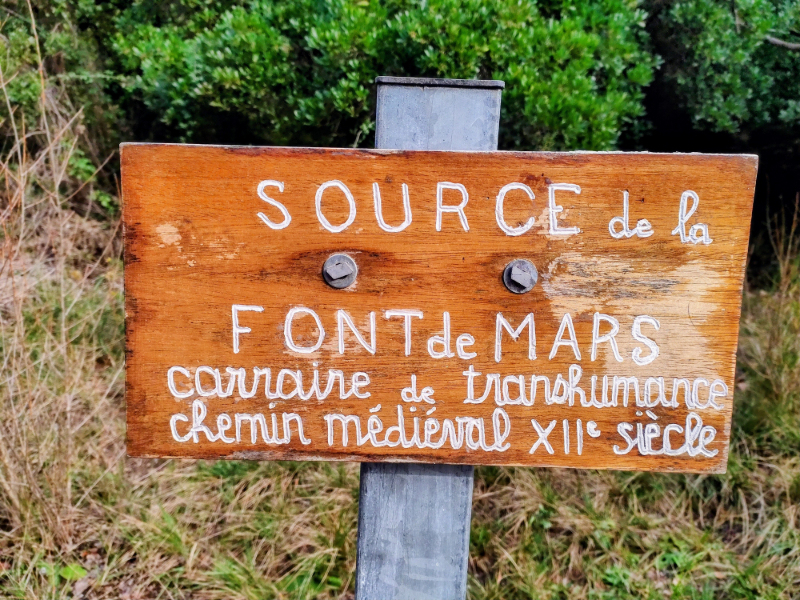 SOURCE de la
FONT de MARS
carraire de transhumance
chemin médiéval XIIe siècle